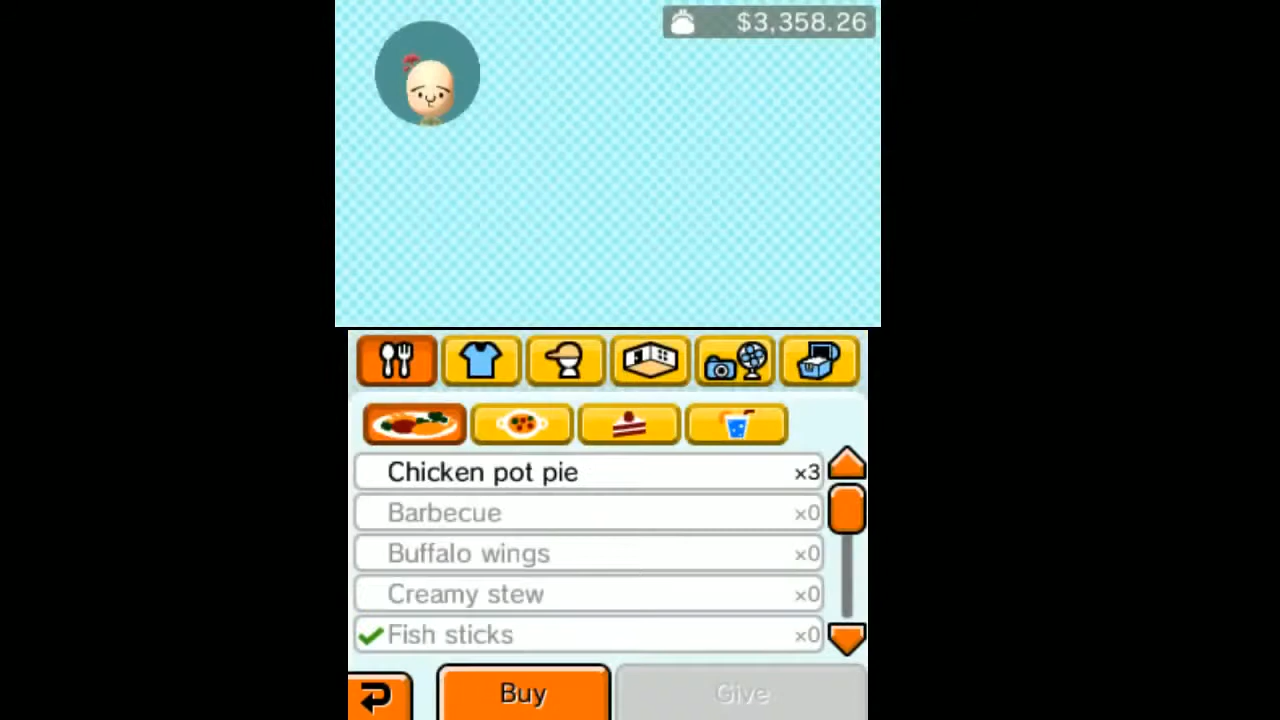 $3,358.26
Chicken pot pie ×3
Barbecue ×0
Buffalo wings ×0
Creamy stew ×0
Fish sticks ×0
Buy Give